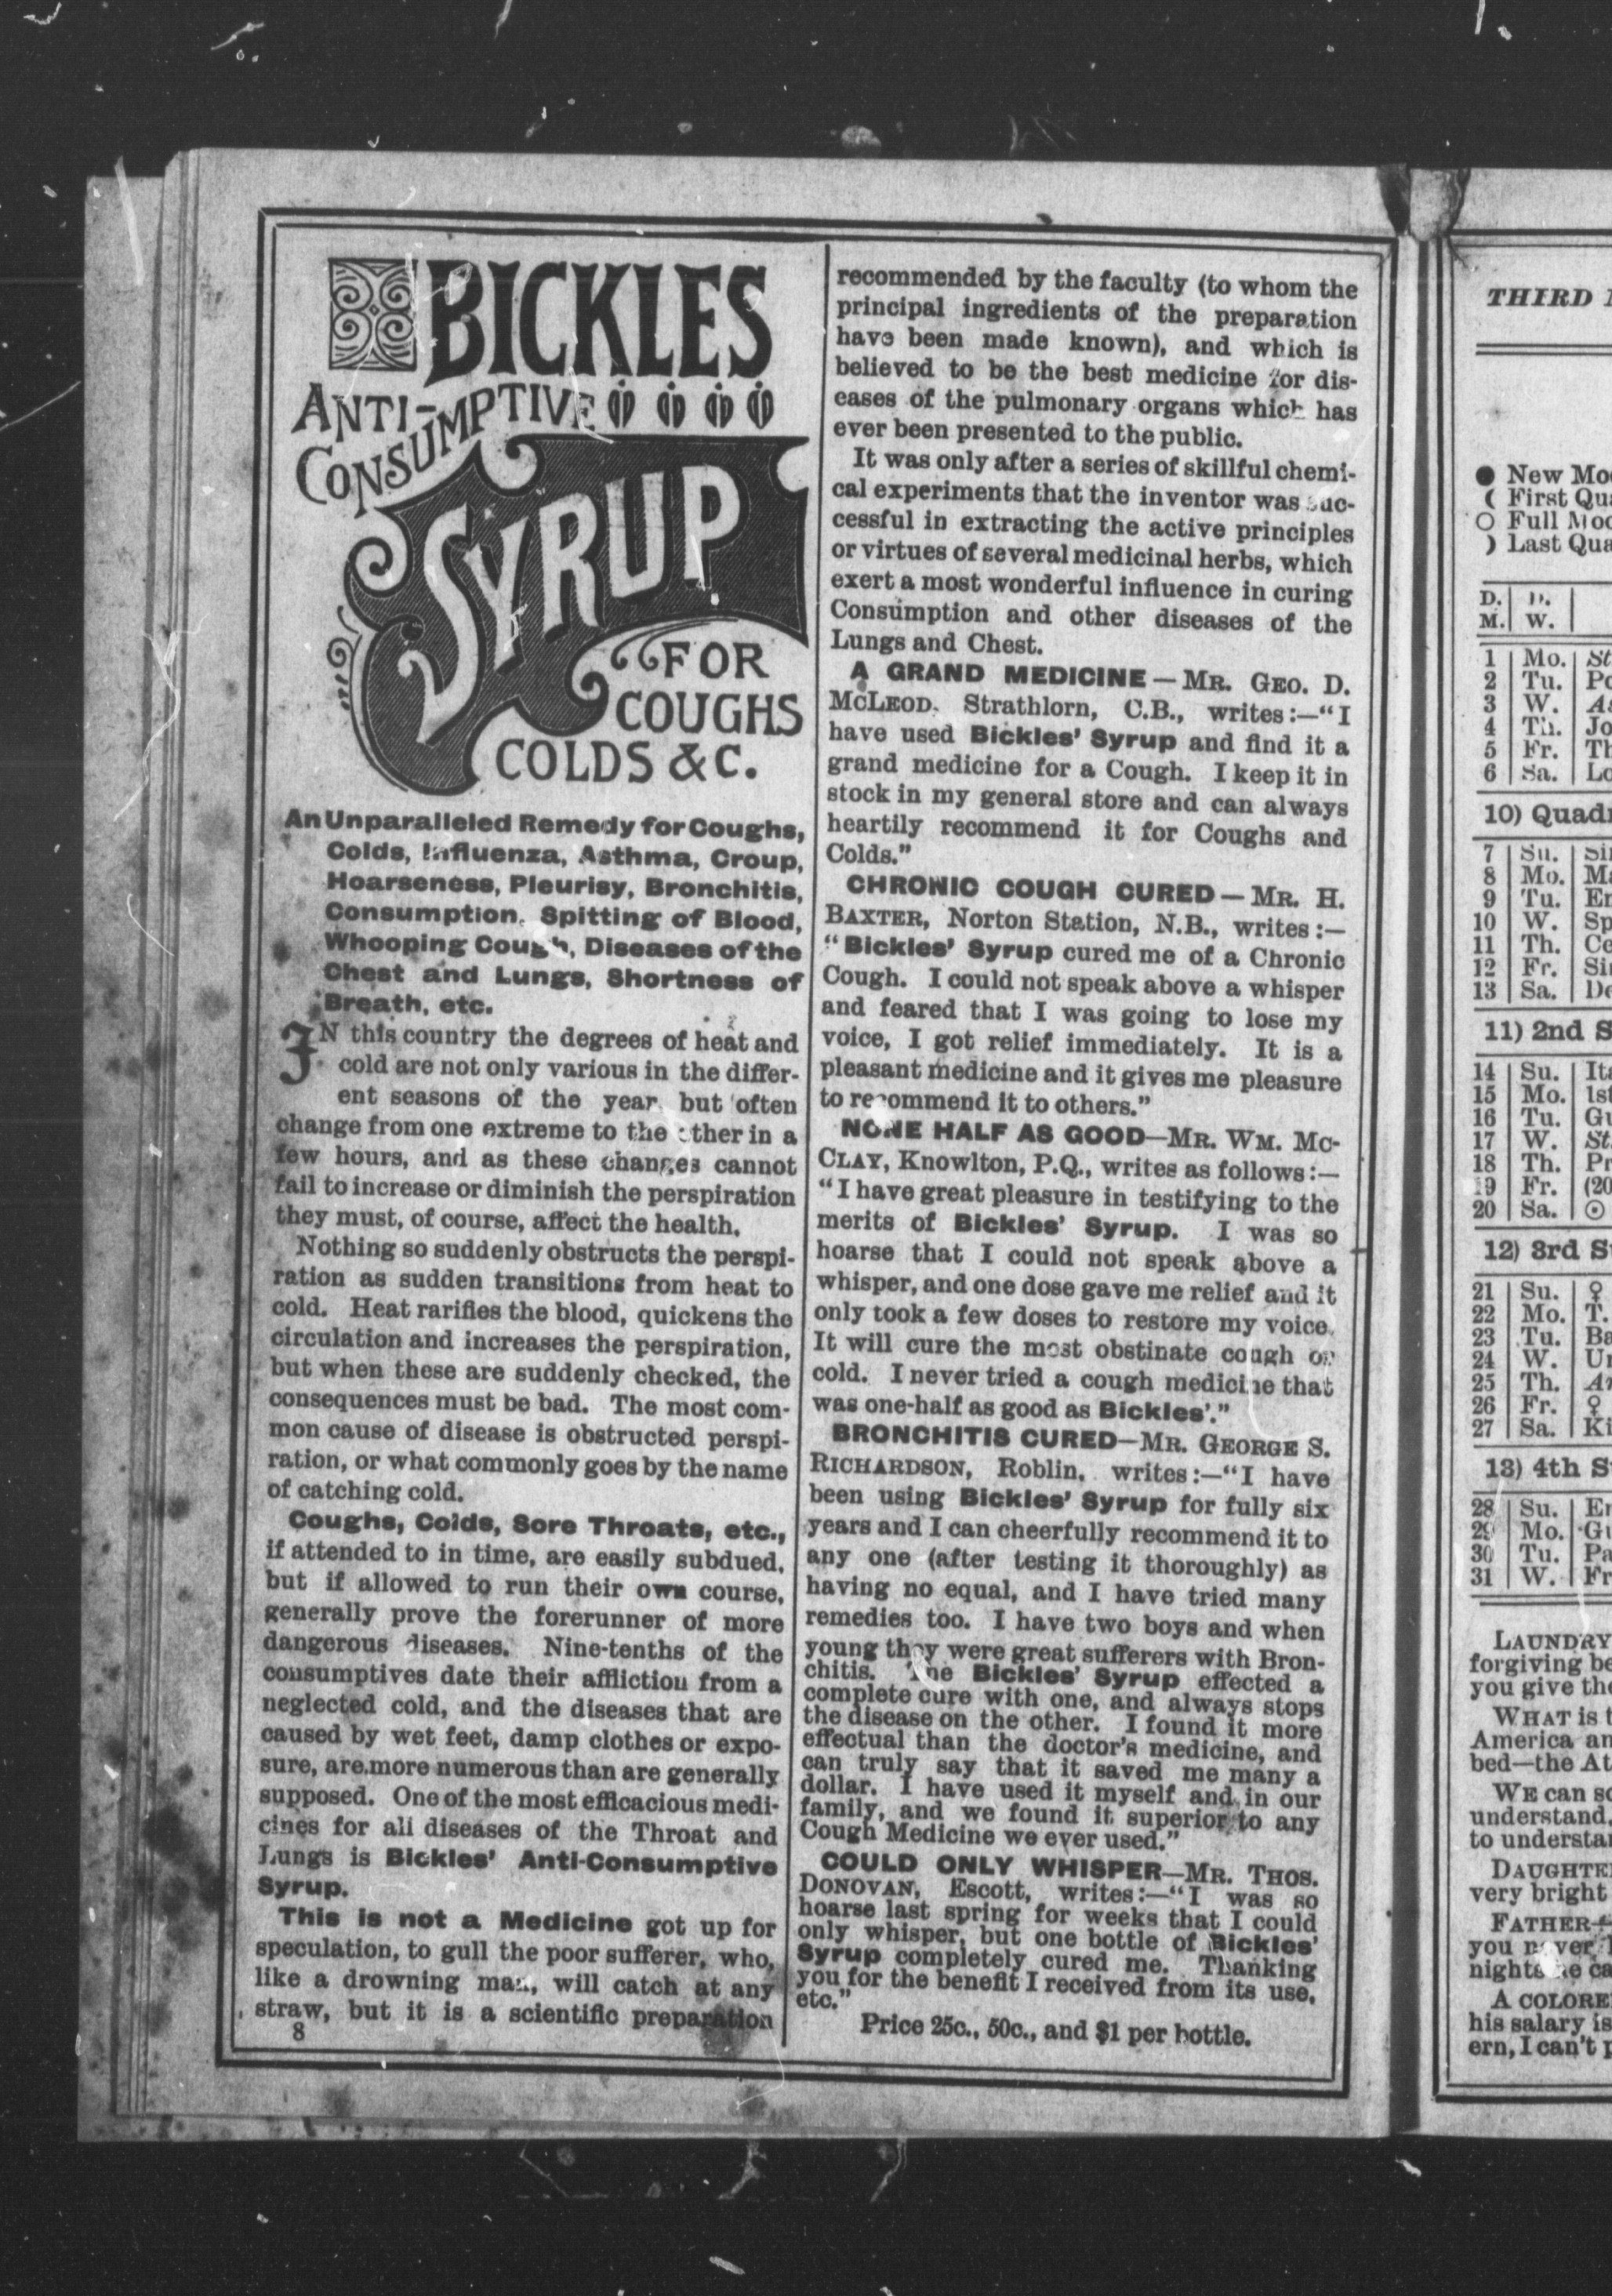 BICKLES
ANTI-CONSUMPTIVE
SYRUP
FOR
COUGHS
COLDS &C.
An Unparalleled Remedy for Coughs,
Colds, Influenza, Asthma, Croup,
Hoarseness, Pleurisy, Bronchitis,
Consumption, Spitting of Blood,
Whooping Cough, Diseases of the
Chest and Lungs, Shortness of
Breath, etc.
IN this country the degrees of heat and
cold are not only various in the differ-
ent seasons of the year, but often
change from one extreme to the other in a
few hours, and as these changes cannot
fail to increase or diminish the perspiration
they must, of course, affect the health.
Nothing so suddenly obstructs the perspi-
ration as sudden transitions from heat to
cold. Heat rarifies the blood, quickens the
circulation and increases the perspiration,
but when these are suddenly checked, the
consequences must be bad. The most com-
mon cause of disease is obstructed perspi-
ration, or what commonly goes by the name
of catching cold.
Coughs, Colds, Sore Throats, etc.,
if attended to in time, are easily subdued,
but if allowed to run their own course,
generally prove the forerunner of more
dangerous diseases. Nine-tenths of the
consumptives date their affliction from a
neglected cold, and the diseases that are
caused by wet feet, damp clothes or expo-
sure, are more numerous than are generally
supposed. One of the most efficacious medi-
cines for all diseases of the Throat and
Lungs is Bickles' Anti-Consumptive
Syrup.
This is not a Medicine got up for
speculation, to gull the poor sufferer, who,
like a drowning man, will catch at any
straw, but it is a scientific preparation
8
recommended by the faculty (to whom the
principal ingredients of the preparation
have been made known), and which is
believed to be the best medicine for dis-
eases of the pulmonary organs which has
ever been presented to the public.
It was only after a series of skillful chemi-
cal experiments that the inventor was suc-
cessful in extracting the active principles
or virtues of several medicinal herbs, which
exert a most wonderful influence in curing
Consumption and other diseases of the
Lungs and Chest.
A GRAND MEDICINE — MR. GEO. D.
MCLEOD, Strathlorn, C.B., writes:—"I
have used Bickles' Syrup and find it a
grand medicine for a Cough. I keep it in
stock in my general store and can always
heartily recommend it for Coughs and
Colds."
CHRONIC COUGH CURED — MR. H.
BAXTER, Norton Station, N.B., writes:—
"Bickles' Syrup cured me of a Chronic
Cough. I could not speak above a whisper
and feared that I was going to lose my
voice, I got relief immediately. It is a
pleasant medicine and it gives me pleasure
to recommend it to others."
NONE HALF AS GOOD—MR. WM. MC-
CLAY, Knowlton, P.Q., writes as follows:—
"I have great pleasure in testifying to the
merits of Bickles' Syrup. I was so
hoarse that I could not speak above a
whisper, and one dose gave me relief and it
only took a few doses to restore my voice.
It will cure the most obstinate cough or
cold. I never tried a cough medicine that
was one-half as good as Bickles'."
BRONCHITIS CURED—MR. GEORGE S.
RICHARDSON, Roblin, writes:—"I have
been using Bickles' Syrup for fully six
years and I can cheerfully recommend it to
any one (after testing it thoroughly) as
having no equal, and I have tried many
remedies too. I have two boys and when
young they were great sufferers with Bron-
chitis. The Bickles' Syrup effected a
complete cure with one, and always stops
the disease on the other. I found it more
effectual than the doctor's medicine, and
can truly say that it saved me many a
dollar. I have used it myself and in our
family, and we found it superior to any
Cough Medicine we ever used."
COULD ONLY WHISPER—MR. THOS.
DONOVAN, Escott, writes:—"I was so
hoarse last spring for weeks that I could
only whisper, but one bottle of Bickles'
Syrup completely cured me. Thanking
you for the benefit I received from its use,
etc."
Price 25c., 50c., and $1 per bottle.
THIRD
New
First
Full
Last
D. M. | D. W.
1 | Mo.
2 | Tu.
3 | W.
4 | Th.
5 | Fr.
6 | Sa.
10)
7 | Su.
8 | Mo.
9 | Tu.
10 | W.
11 | Th.
12 | Fr.
13 | Sa.
11) 2nd
14 | Su.
15 | Mo.
16 | Tu.
17 | W.
18 | Th.
19 | Fr.
20 | Sa.
12) 3rd
21 | Su. | ♀
22 | Mo. | T.
23 | Tu.
24 | W.
25 | Th.
26 | Fr. | ♀
27 | Sa.
13) 4th
28 | Su.
29 | Mo.
30 | Tu.
31 | W.
LAUNDRY
forgiving
you give
WHAT is
America
bed—the
WE can
understand,
to
very bright
FATHER
you never
nights he
A
his salary is
ern, I can't